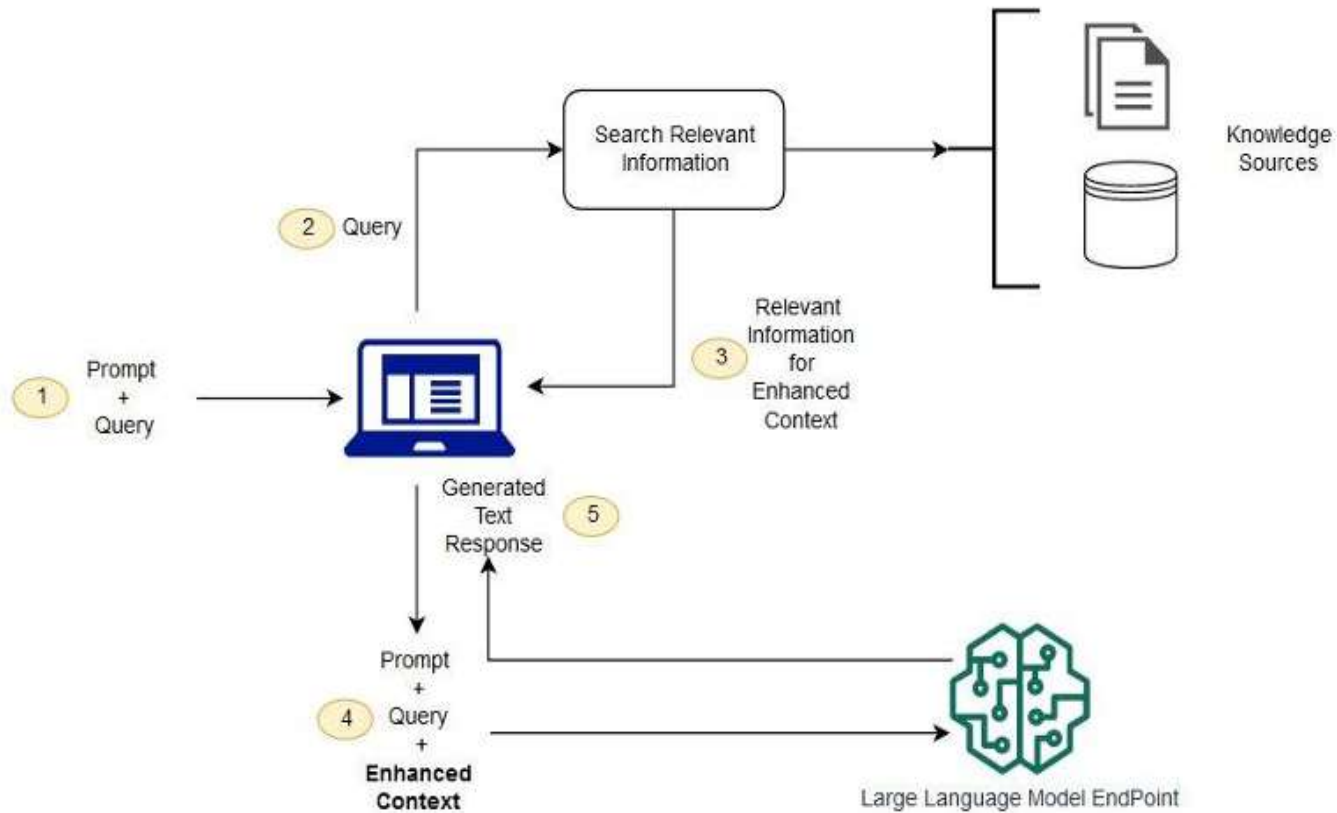 Search Relevant
Information
Knowledge
Sources
2
Query
Relevant
Information
for
Enhanced
Context
3
1
Prompt
+
Query
Generated
Text
Response
5
Prompt
+
4
Query
+
Enhanced
Context
Large Language Model EndPoint